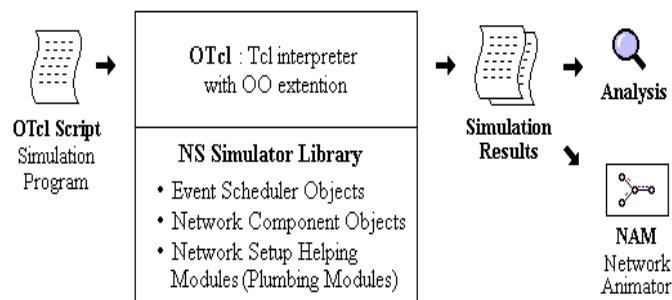 OTcl Script
Simulation
Program
OTcl : Tcl interpreter
with OO extention
NS Simulator Library
• Event Scheduler Objects
• Network Component Objects
• Network Setup Helping
Modules (Plumbing Modules)
Simulation
Results
Analysis
NAM
Network
Animator